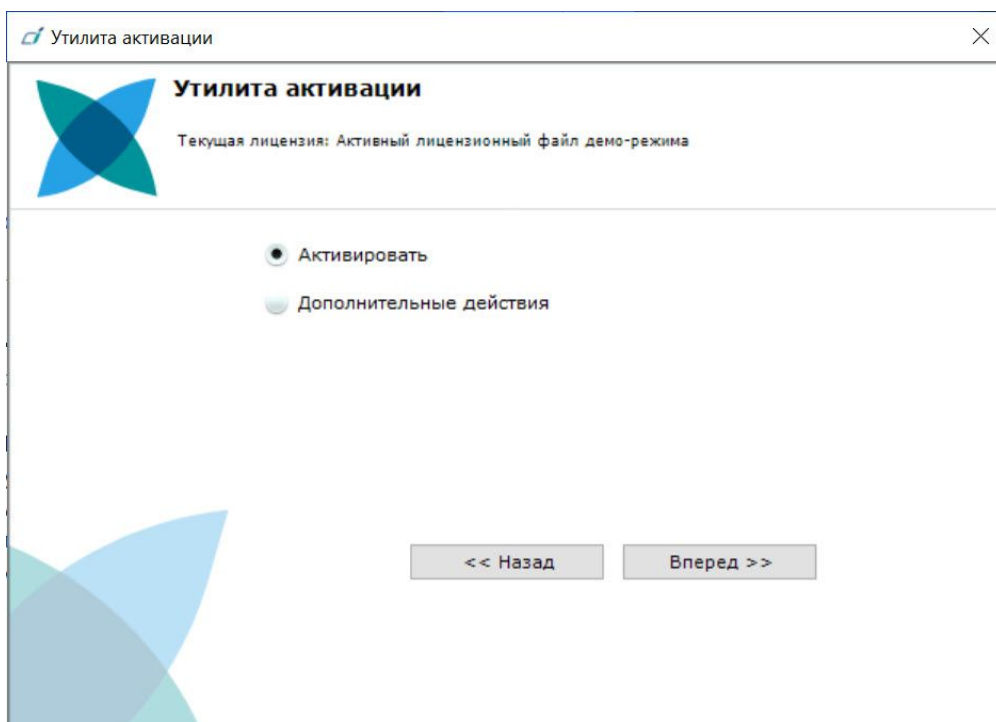 Утилита активации
Утилита активации
Текущая лицензия: Активный лицензионный файл демо-режима
Активировать
Дополнительные действия
<< Назад
Вперед >>